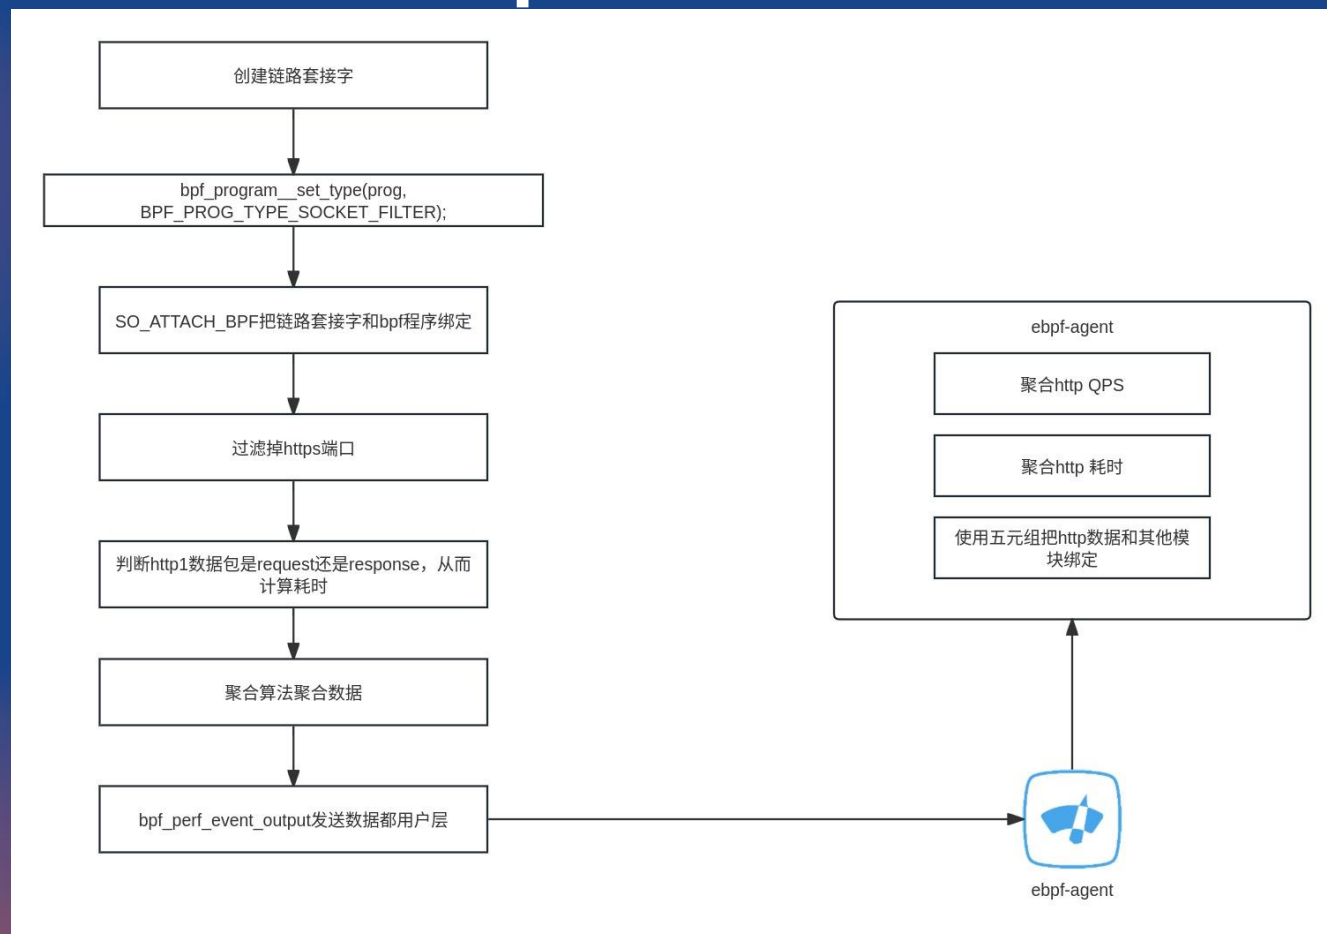 创建链路套接字
bpf_program__set_type(prog,
BPF_PROG_TYPE_SOCKET_FILTER);
SO_ATTACH_BPF把链路套接字和bpf程序绑定
过滤掉https端口
判断http1数据包是request还是response，从而
计算耗时
聚合算法聚合数据
bpf_perf_event_output发送数据都用户层
ebpf-agent
聚合http QPS
聚合http 耗时
使用五元组把http数据和其他模
块绑定
ebpf-agent